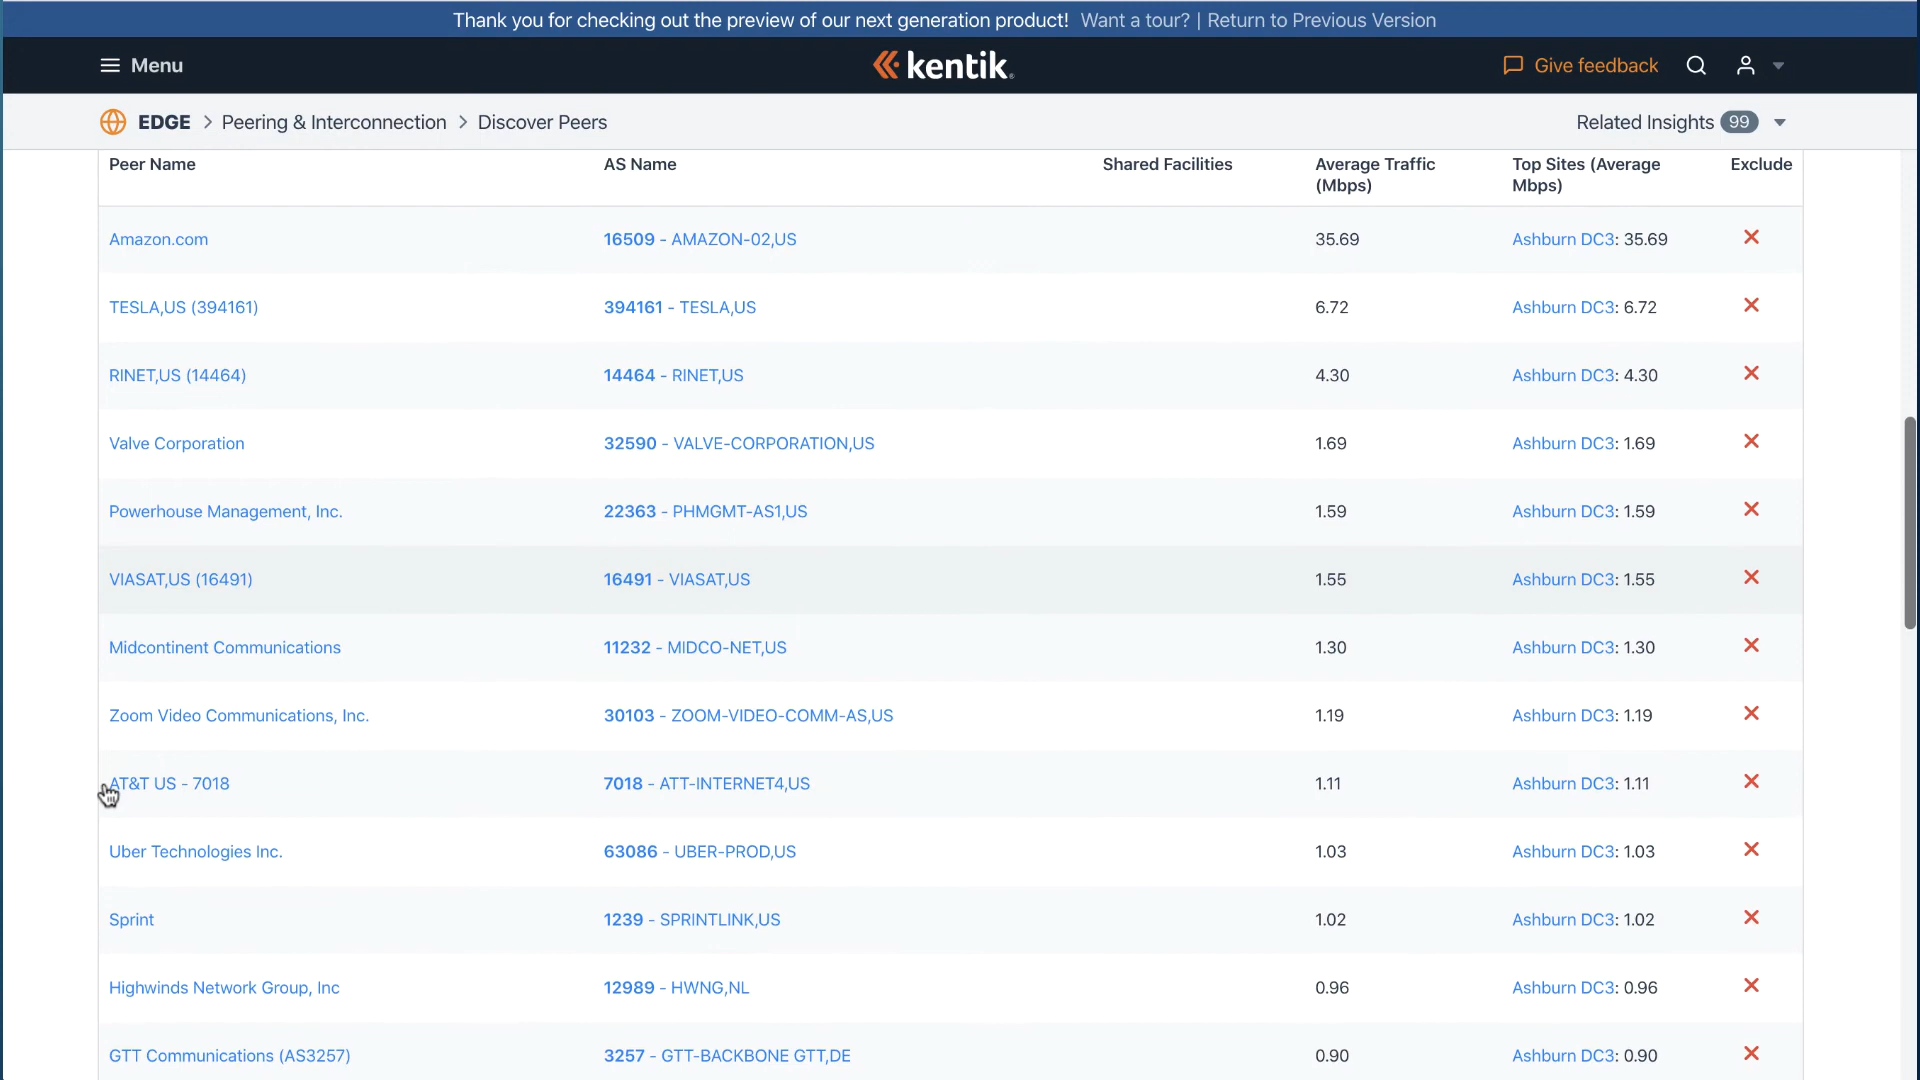 Thank you for checking out the preview of our next generation product! Want a tour? | Return to Previous Version
Menu kentik Give feedback
EDGE > Peering & Interconnection > Discover Peers Related Insights 99
Peer Name AS Name Shared Facilities Average Traffic (Mbps) Top Sites (Average Mbps) Exclude
Amazon.com 16509 - AMAZON-02,US 35.69 Ashburn DC3: 35.69
TESLA,US (394161) 394161 - TESLA,US 6.72 Ashburn DC3: 6.72
RINET,US (14464) 14464 - RINET,US 4.30 Ashburn DC3: 4.30
Valve Corporation 32590 - VALVE-CORPORATION,US 1.69 Ashburn DC3: 1.69
Powerhouse Management, Inc. 22363 - PHMGMT-AS1,US 1.59 Ashburn DC3: 1.59
VIASAT,US (16491) 16491 - VIASAT,US 1.55 Ashburn DC3: 1.55
Midcontinent Communications 11232 - MIDCO-NET,US 1.30 Ashburn DC3: 1.30
Zoom Video Communications, Inc. 30103 - ZOOM-VIDEO-COMM-AS,US 1.19 Ashburn DC3: 1.19
AT&T US - 7018 7018 - ATT-INTERNET4,US 1.11 Ashburn DC3: 1.11
Uber Technologies Inc. 63086 - UBER-PROD,US 1.03 Ashburn DC3: 1.03
Sprint 1239 - SPRINTLINK,US 1.02 Ashburn DC3: 1.02
Highwinds Network Group, Inc 12989 - HWNG,NL 0.96 Ashburn DC3: 0.96
GTT Communications (AS3257) 3257 - GTT-BACKBONE GTT,DE 0.90 Ashburn DC3: 0.90